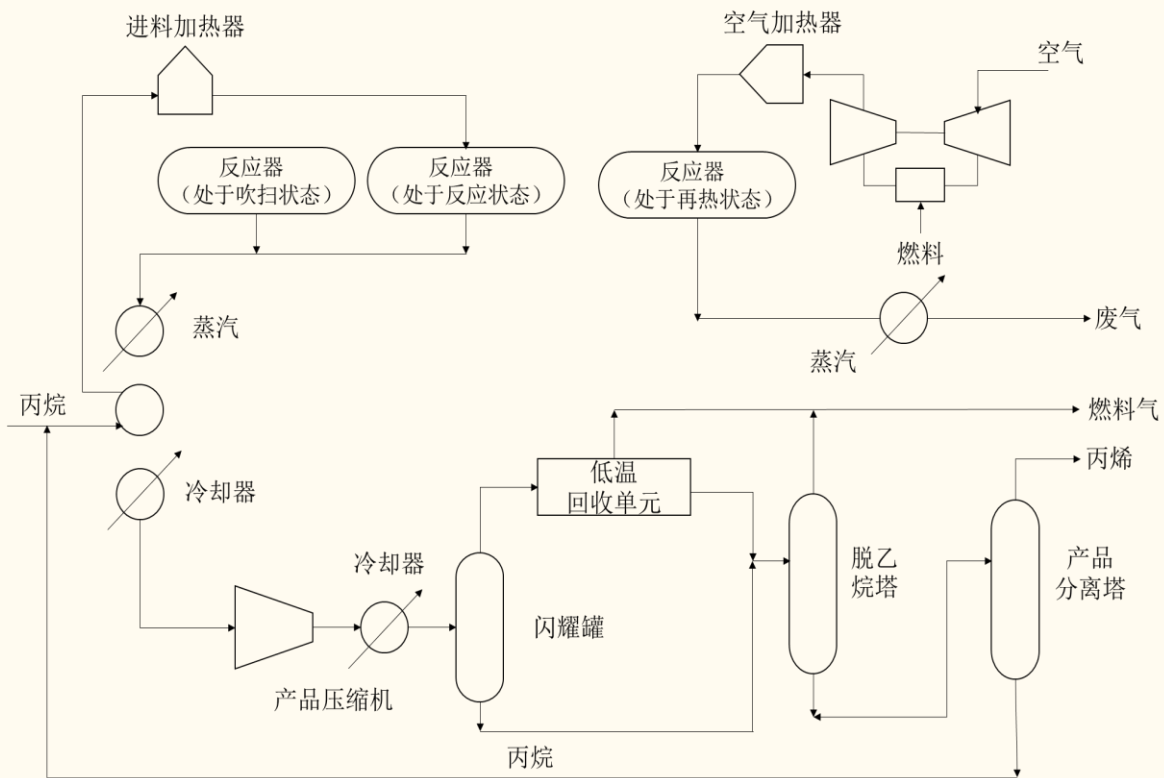 进料加热器
空气加热器
空气
反应器
（处于吹扫状态）
反应器
（处于反应状态）
反应器
（处于再热状态）
燃料
蒸汽
蒸汽
废气
丙烷
燃料气
丙烯
冷却器
低温
回收单元
冷却器
脱乙
烷塔
产品
分离塔
闪耀罐
产品压缩机
丙烷